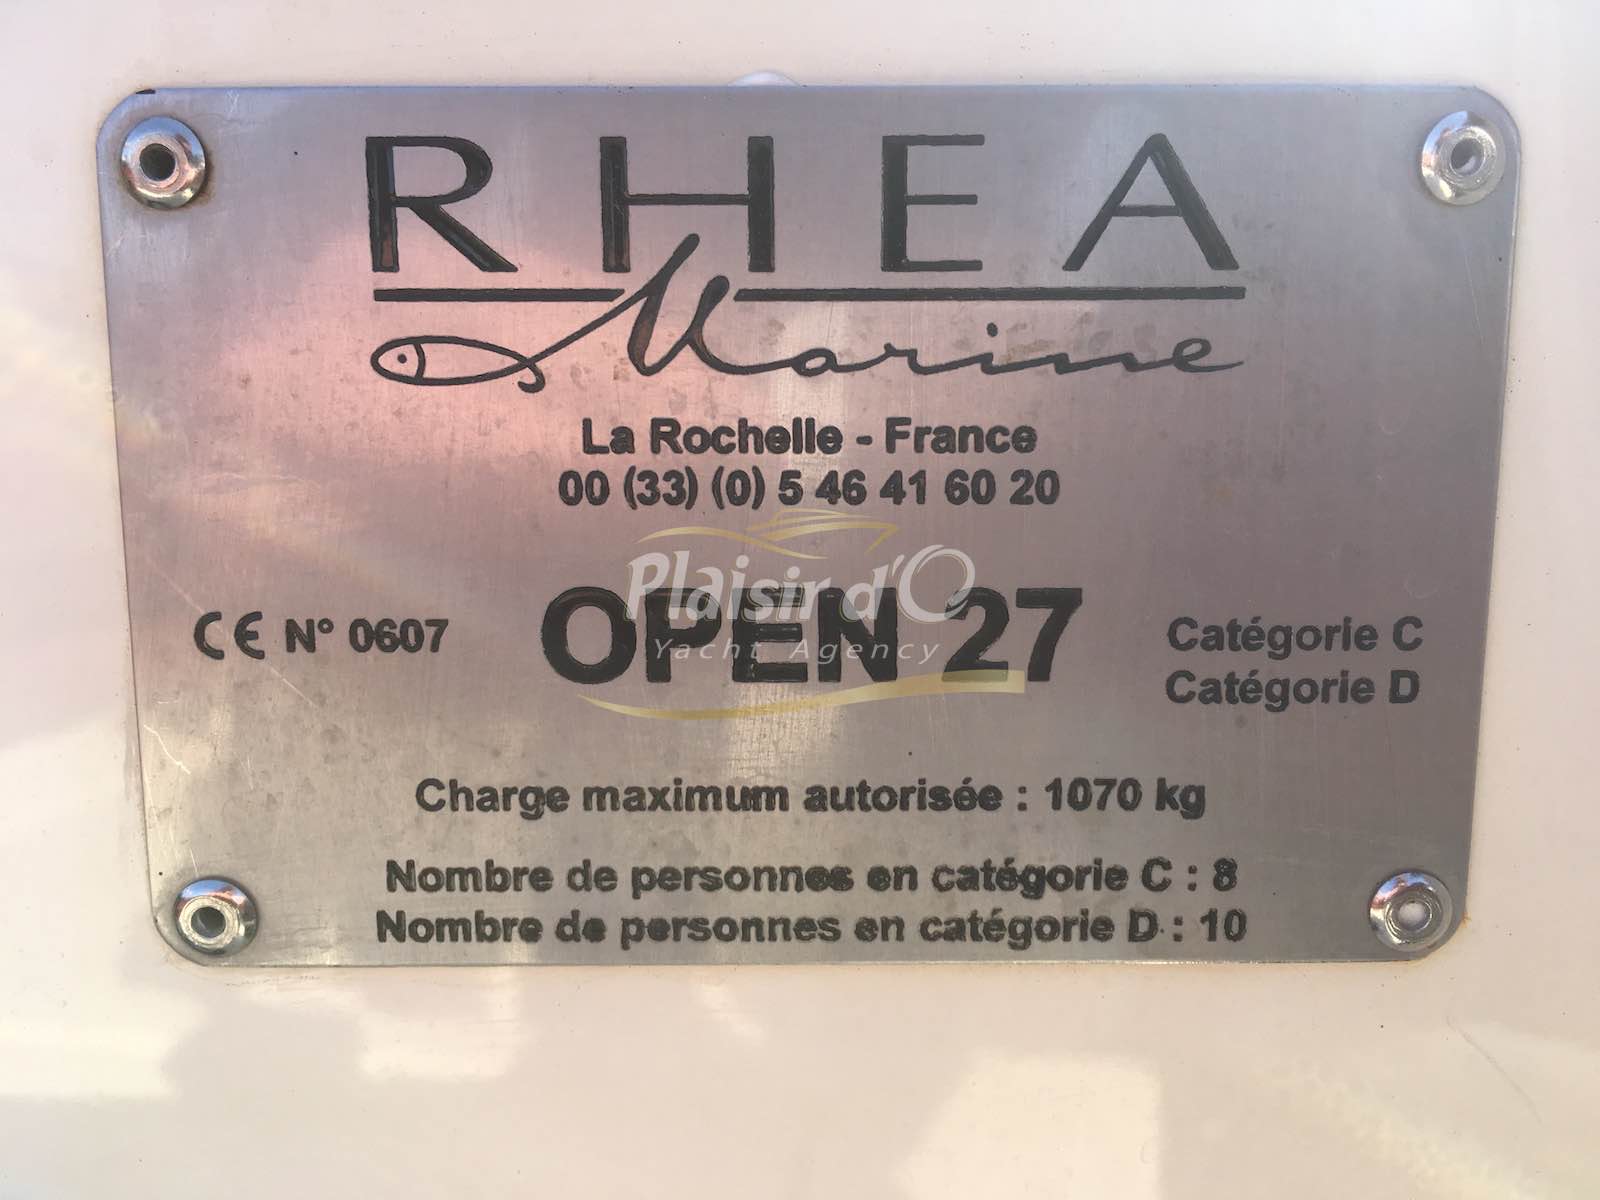 RHEA
Marine
La Rochelle - France
00 (33) (0) 5 46 41 60 20
Plaisir d'O
Yacht Agency
CE N° 0607
OPEN 27
Catégorie C
Catégorie D
Charge maximum autorisée : 1070 kg
Nombre de personnes en catégorie C : 8
Nombre de personnes en catégorie D : 10